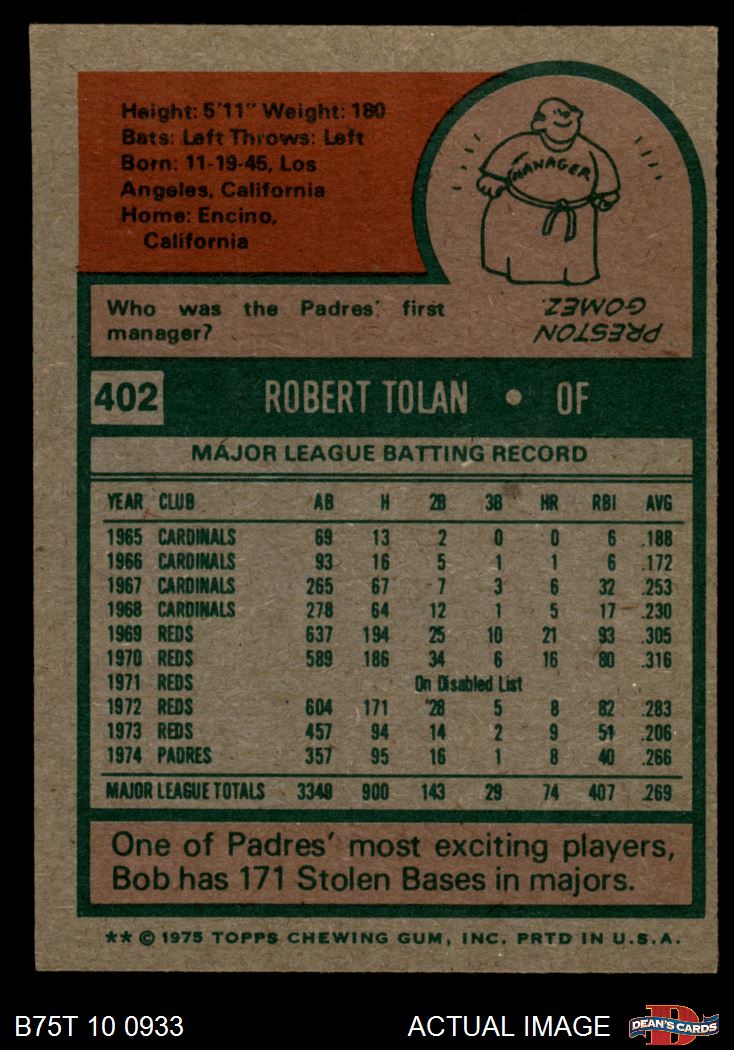 Height: 5'11" Weight: 180
Bats: Left Throws: Left
Born: 11-19-45, Los
Angeles, California
Home: Encino,
California
MANAGER
Who was the Padres' first
manager?
PRESTON
GOMEZ.
402 ROBERT TOLAN • OF
MAJOR LEAGUE BATTING RECORD
YEAR CLUB AB H 2B 3B HR RBI AVG
1965 CARDINALS 69 13 2 0 0 6 .188
1966 CARDINALS 93 16 5 1 1 6 .172
1967 CARDINALS 265 67 7 3 6 32 .253
1968 CARDINALS 278 64 12 1 5 17 .230
1969 REDS 637 194 25 10 21 93 .305
1970 REDS 589 186 34 6 16 80 .316
1971 REDS On Disabled List
1972 REDS 604 171 28 5 8 82 .283
1973 REDS 457 94 14 2 9 51 .206
1974 PADRES 357 95 16 1 8 40 .266
MAJOR LEAGUE TOTALS 3349 900 143 29 74 407 .269
One of Padres' most exciting players,
Bob has 171 Stolen Bases in majors.
** © 1975 TOPPS CHEWING GUM, INC. PRTD IN U.S.A.
B75T 10 0933 ACTUAL IMAGE DEAN'S CARDS